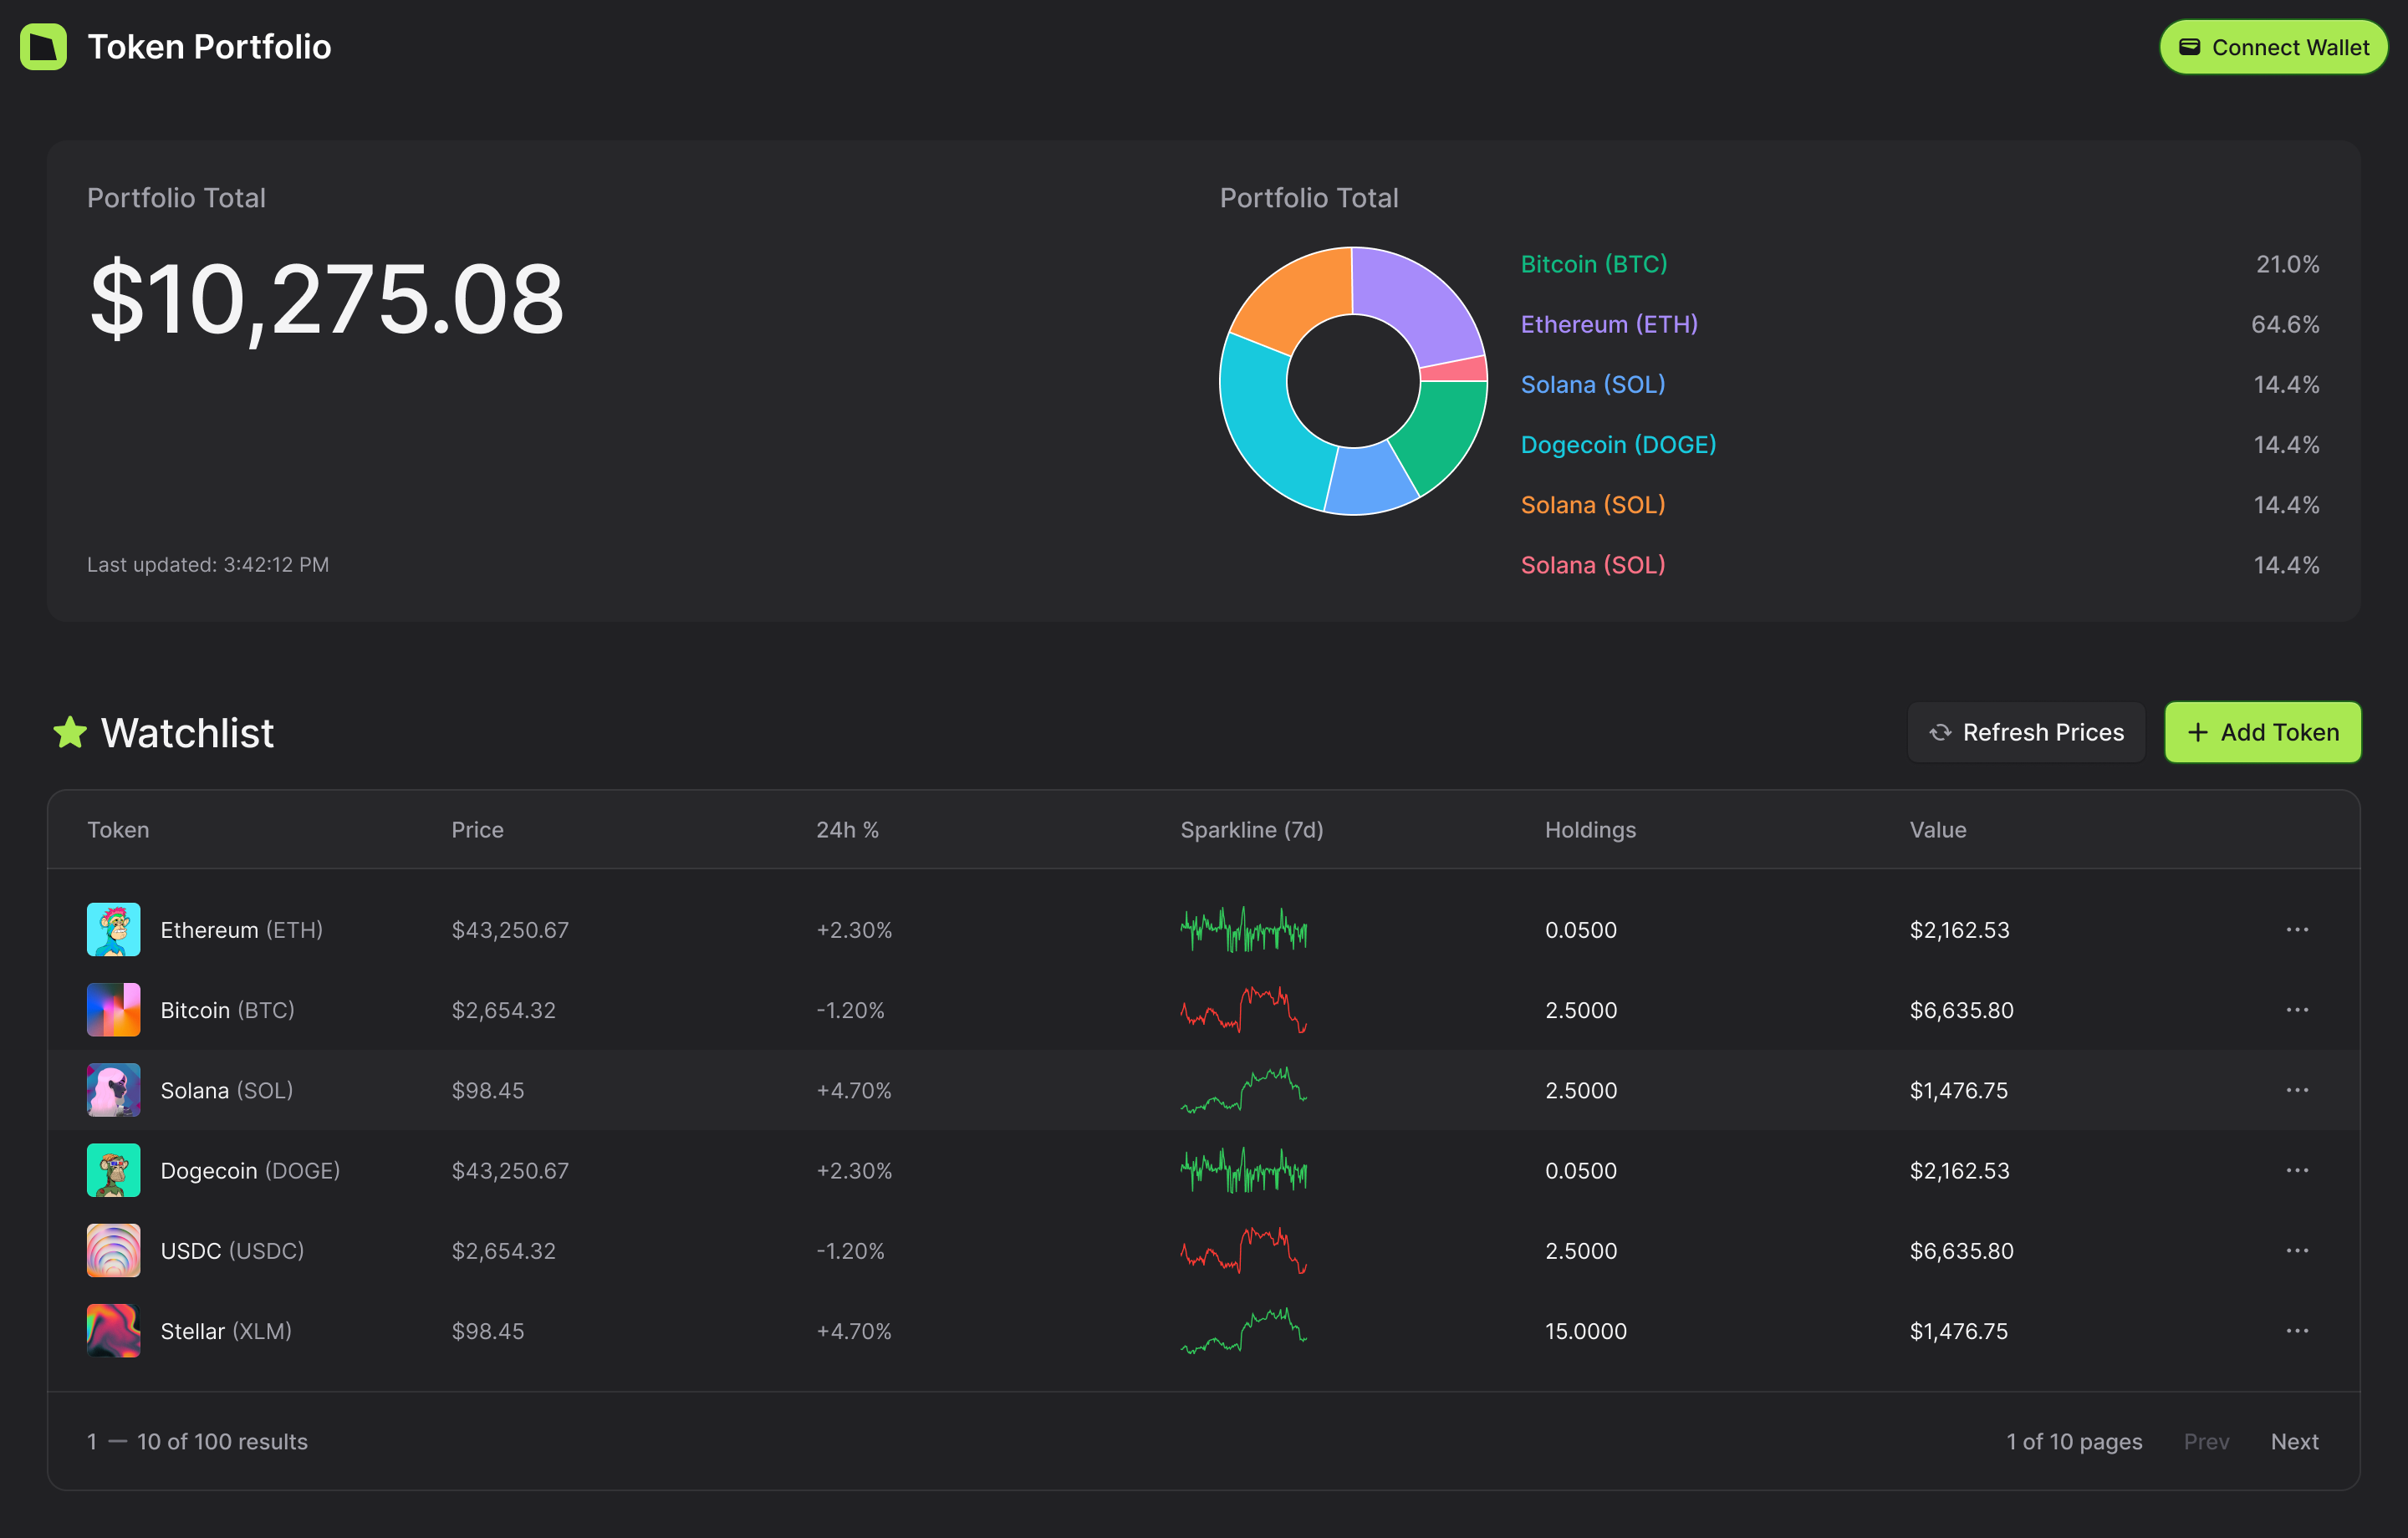 Token Portfolio
Connect Wallet
Portfolio Total
$10,275.08
Last updated: 3:42:12 PM
Portfolio Total
Bitcoin (BTC) 21.0%
Ethereum (ETH) 64.6%
Solana (SOL) 14.4%
Dogecoin (DOGE) 14.4%
Solana (SOL) 14.4%
Solana (SOL) 14.4%
Watchlist
Refresh Prices
Add Token
Token Price 24h % Sparkline (7d) Holdings Value
Ethereum (ETH) $43,250.67 +2.30% 0.0500 $2,162.53
Bitcoin (BTC) $2,654.32 -1.20% 2.5000 $6,635.80
Solana (SOL) $98.45 +4.70% 2.5000 $1,476.75
Dogecoin (DOGE) $43,250.67 +2.30% 0.0500 $2,162.53
USDC (USDC) $2,654.32 -1.20% 2.5000 $6,635.80
Stellar (XLM) $98.45 +4.70% 15.0000 $1,476.75
1 — 10 of 100 results
1 of 10 pages Prev Next